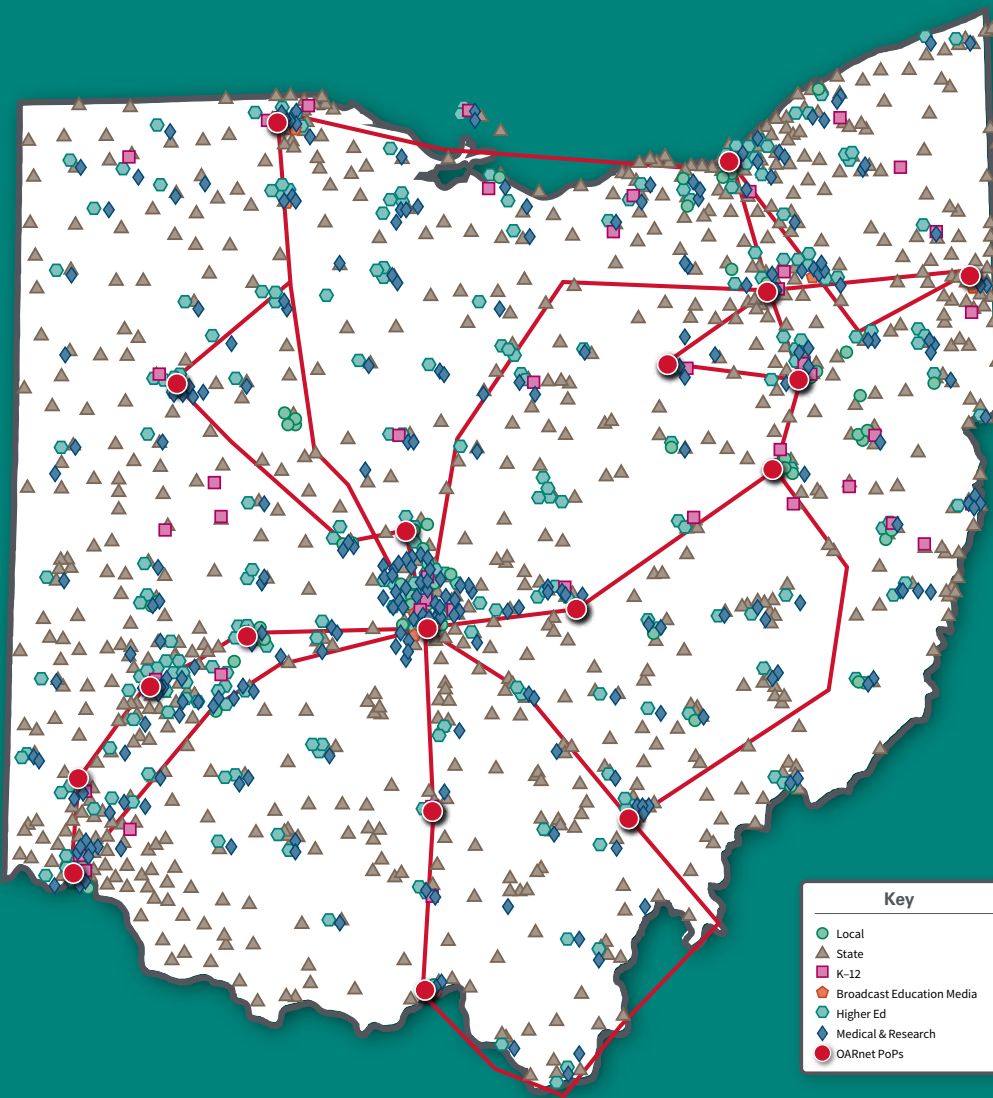 Key
Local
State
K–12
Broadcast Education Media
Higher Ed
Medical & Research
OARnet PoPs